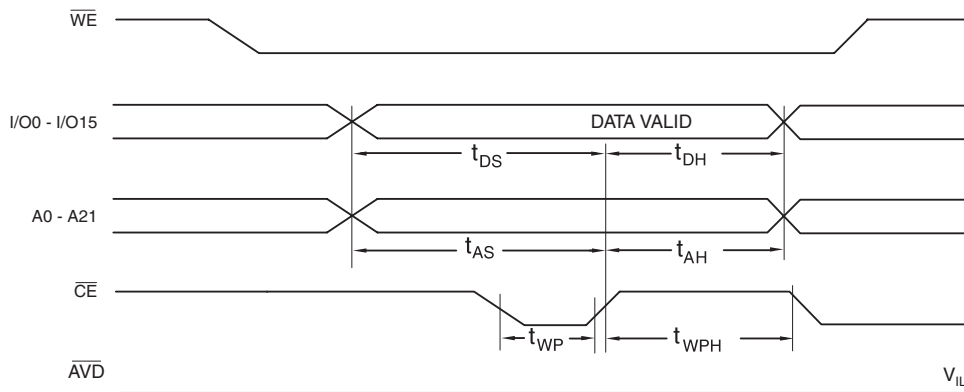 WE
I/O0 - I/O15
DATA VALID
tDS
tDH
A0 - A21
tAS
tAH
CE
tWP
tWPH
AVD
VIL